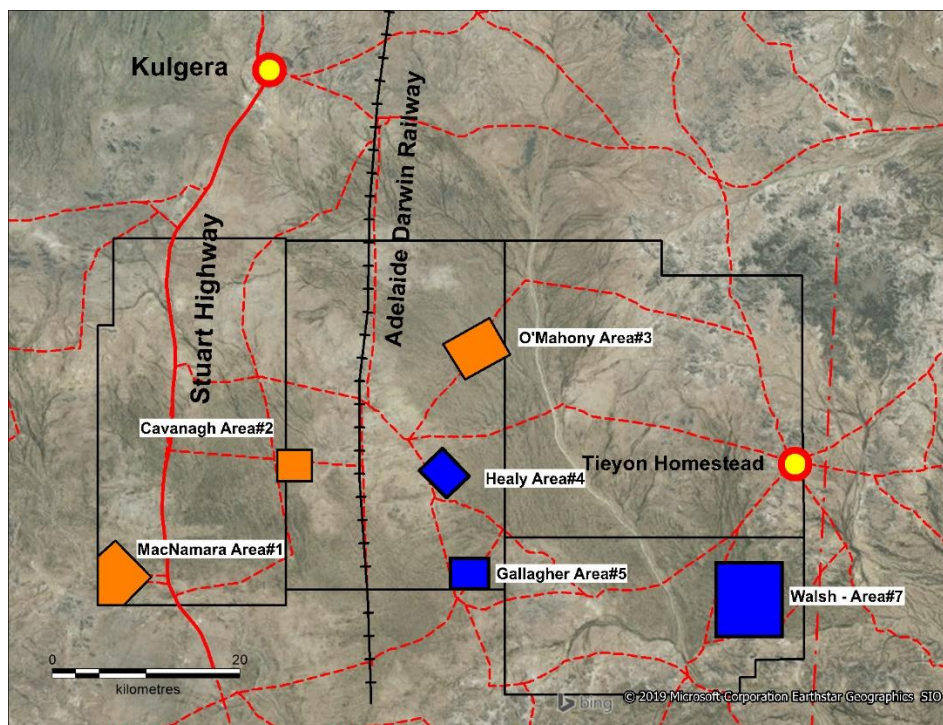 Kulgera
Adelaide Darwin Railway
Stuart Highway
O'Mahony Area#3
Cavanagh Area#2
Tieyon Homestead
Healy Area#4
MacNamara Area#1
Gallagher Area#5
Walsh - Area#7
0 20
kilometres
bing
© 2019 Microsoft Corporation Earthstar Geographics SIO